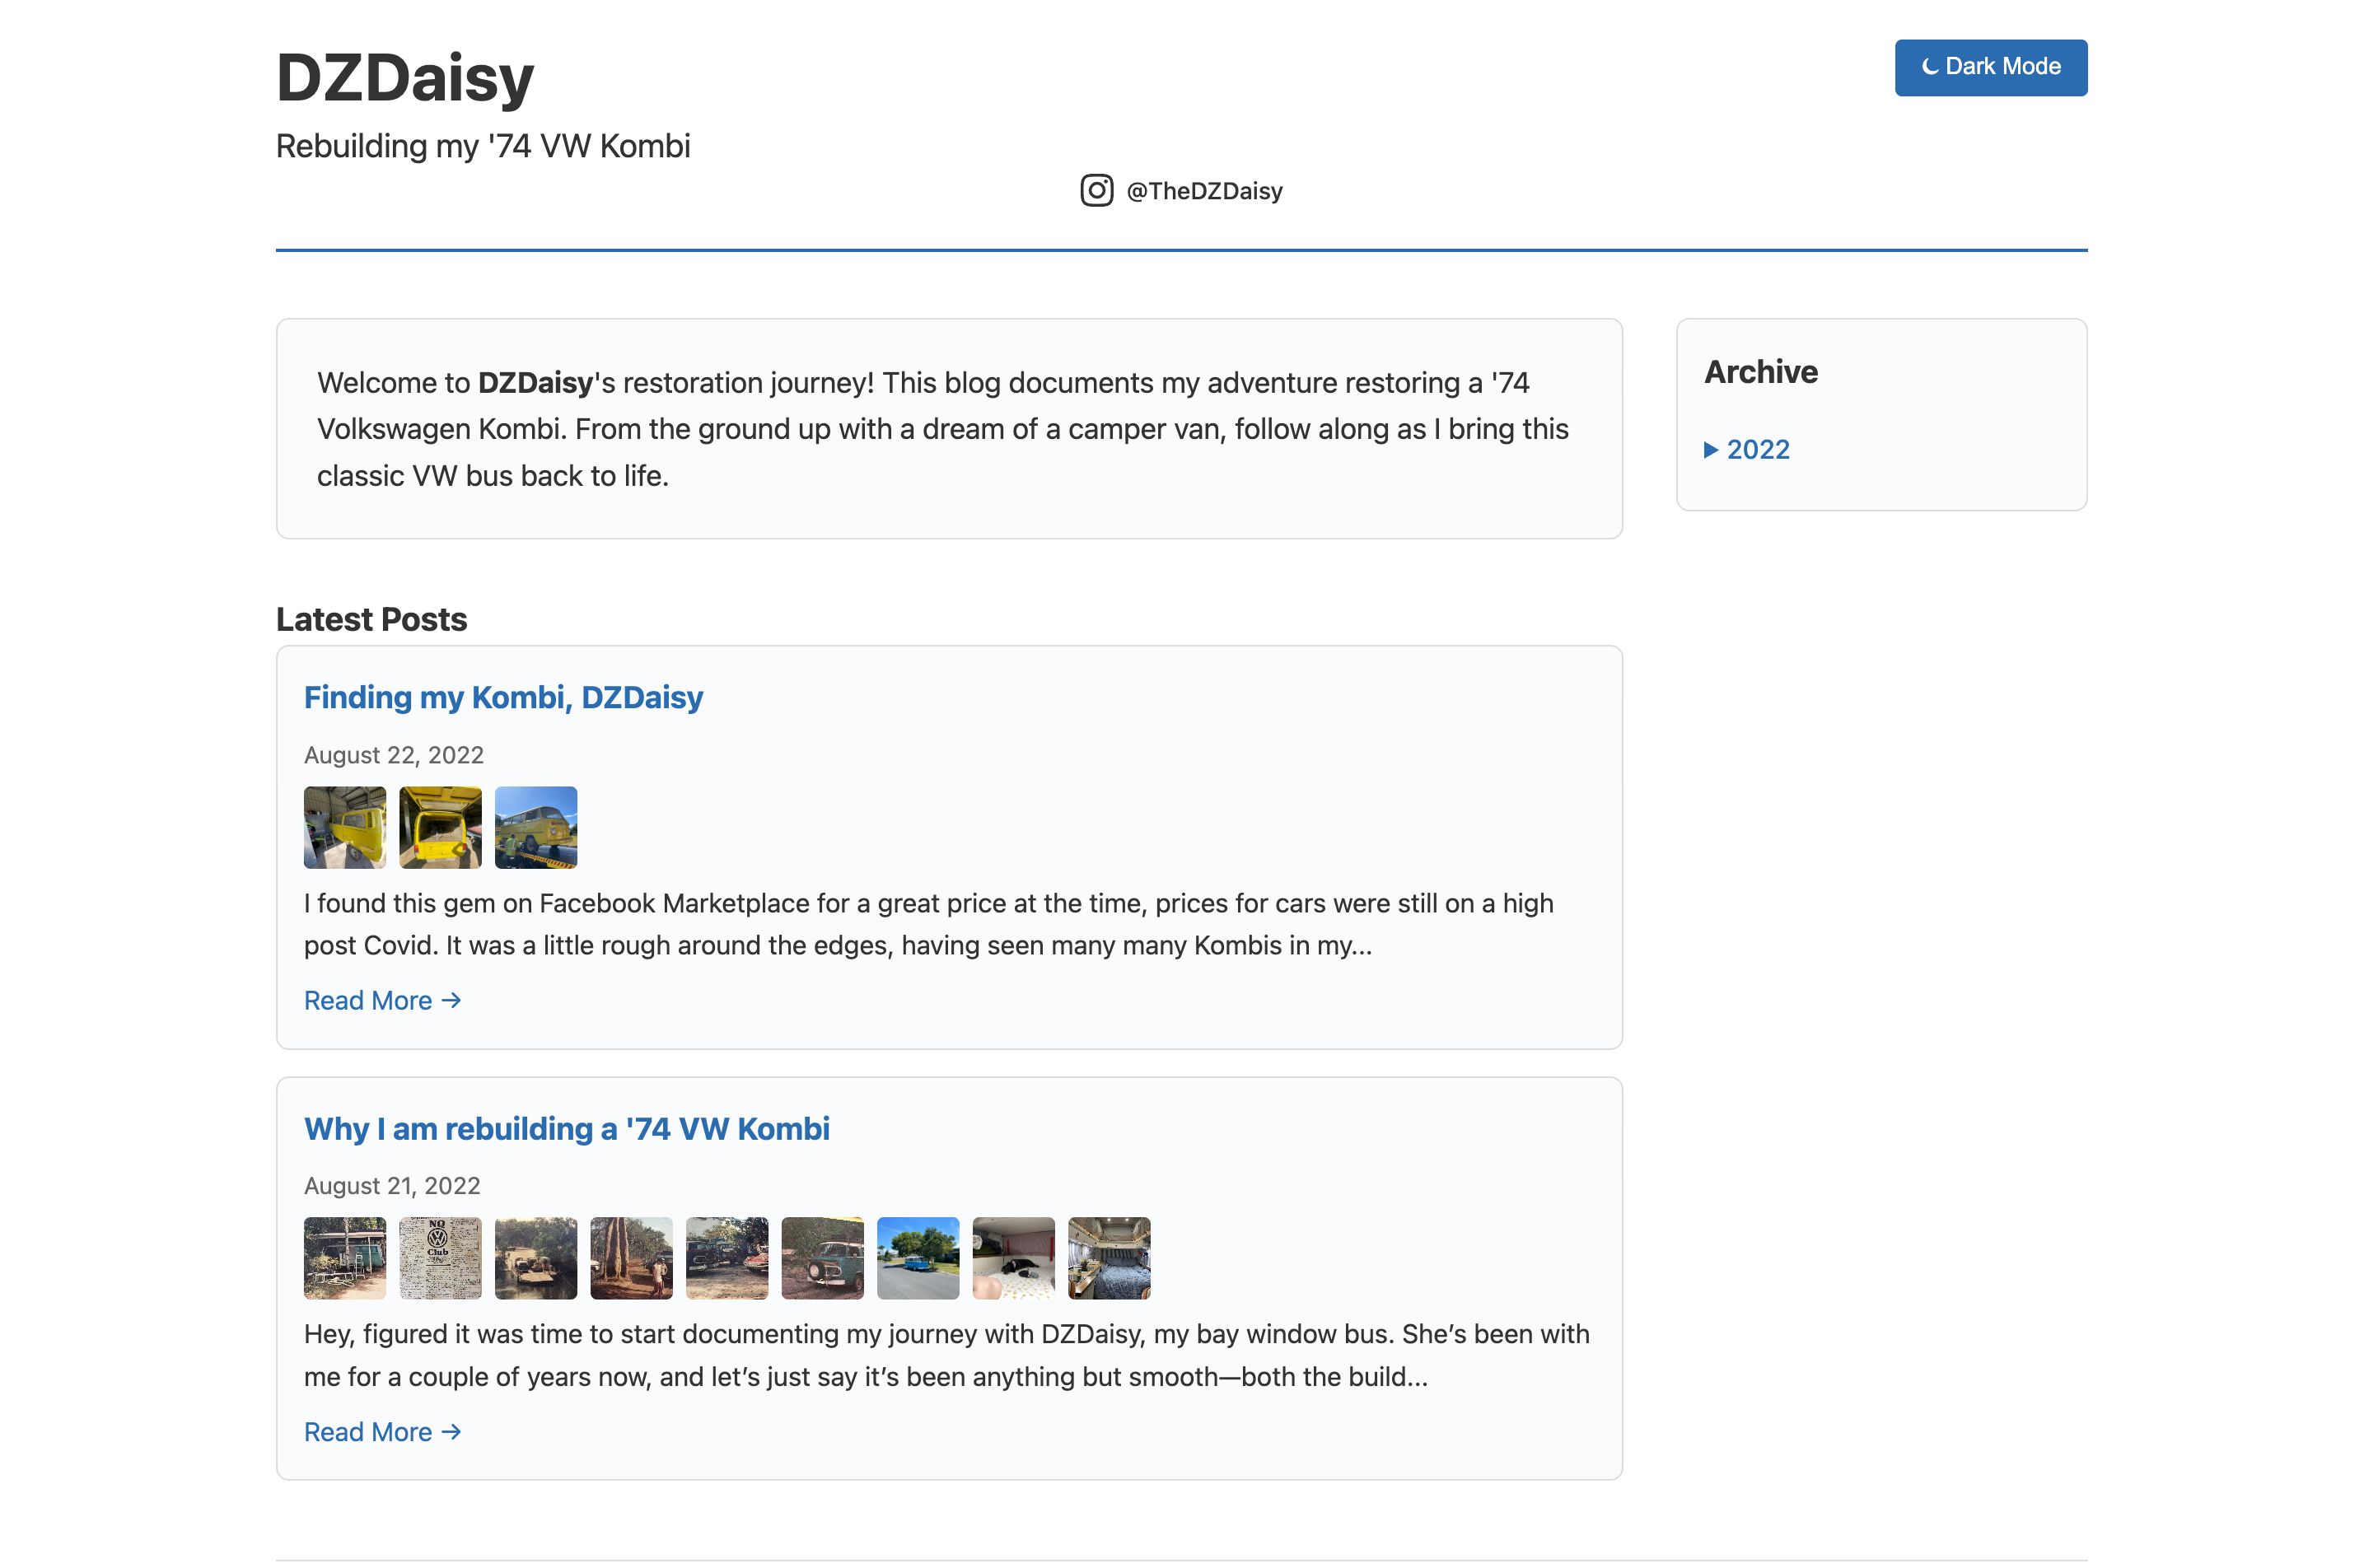 DZDaisy
Dark Mode
Rebuilding my '74 VW Kombi
@TheDZDaisy
Welcome to DZDaisy's restoration journey! This blog documents my adventure restoring a '74
Volkswagen Kombi. From the ground up with a dream of a camper van, follow along as I bring this
classic VW bus back to life.
Archive
2022
Latest Posts
Finding my Kombi, DZDaisy
August 22, 2022
I found this gem on Facebook Marketplace for a great price at the time, prices for cars were still on a high
post Covid. It was a little rough around the edges, having seen many many Kombis in my...
Read More →
Why I am rebuilding a '74 VW Kombi
August 21, 2022
NQ
Club
Hey, figured it was time to start documenting my journey with DZDaisy, my bay window bus. She’s been with
me for a couple of years now, and let’s just say it’s been anything but smooth—both the build...
Read More →